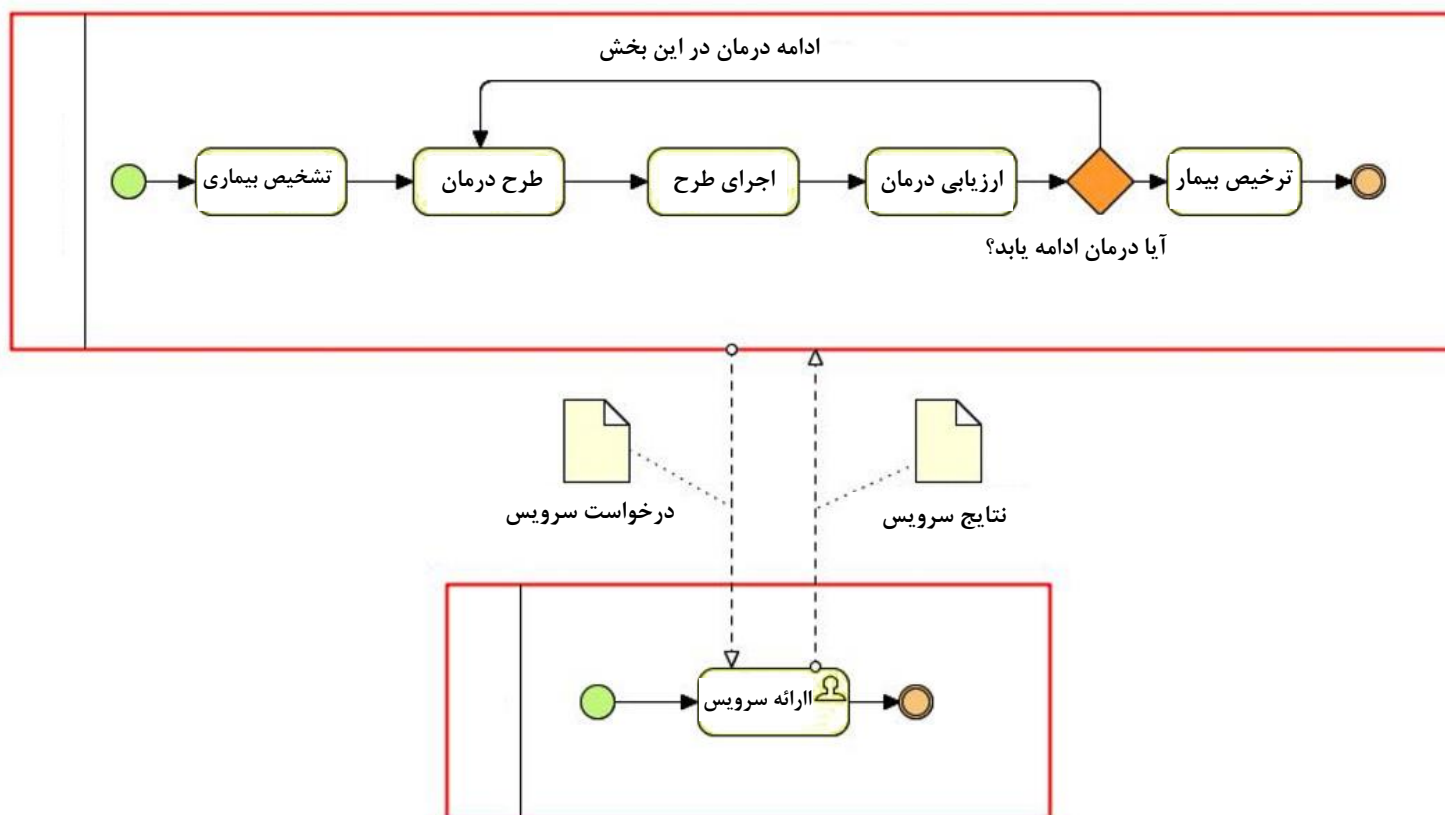 ادامه درمان در این بخش
تشخیص بیماری
طرح درمان
اجرای طرح
ارزیابی درمان
ترخیص بیمار
آیا درمان ادامه یابد؟
درخواست سرویس
نتایج سرویس
اارائه سرویس